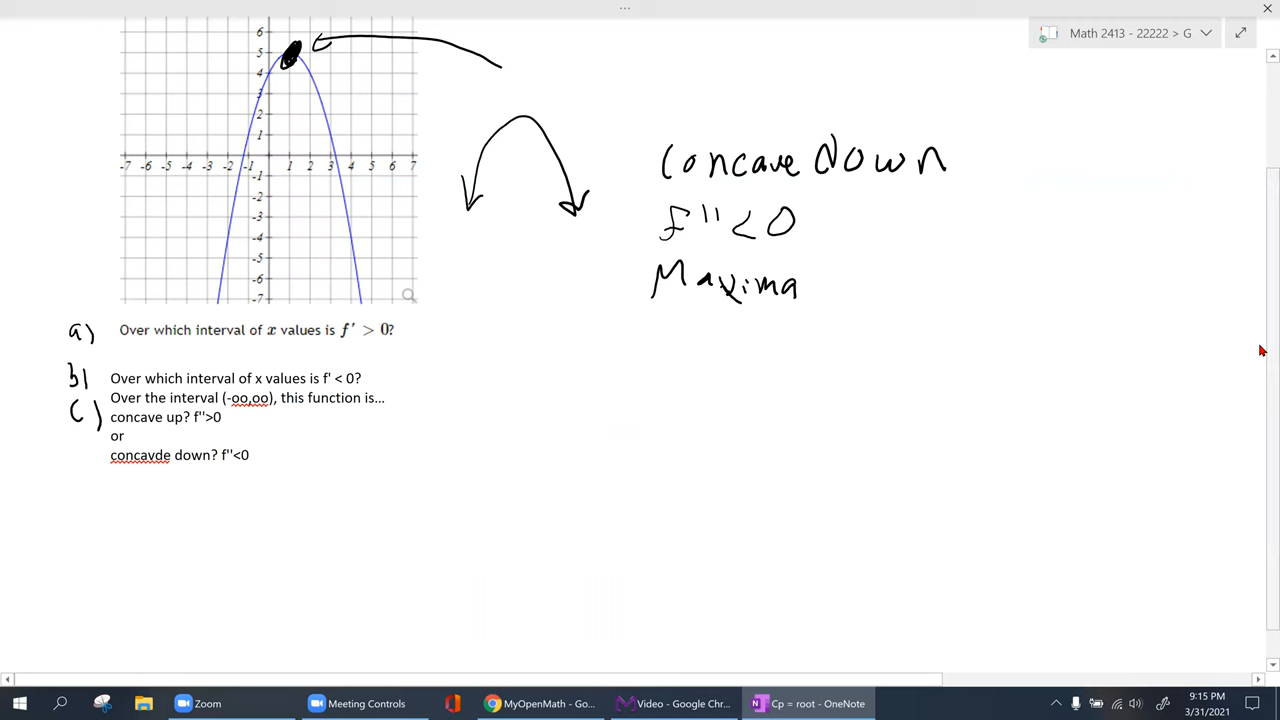 ...
Math 2413 - 22222 > G
6
5
4
3
2
1
-7 -6 -5 -4 -3 -2 -1 1 2 3 4 5 6 7
-1
-2
-3
-4
-5
-6
-7
Concave Down
f'' < 0
Maxima
a) Over which interval of x values is f' > 0?
b) Over which interval of x values is f' < 0?
c) Over the interval (-oo,oo), this function is...
concave up? f''>0
or
concavde down? f''<0
Zoom
Meeting Controls
MyOpenMath - Go...
Video - Google Chr...
Cp = root - OneNote
9:15 PM
3/31/2021